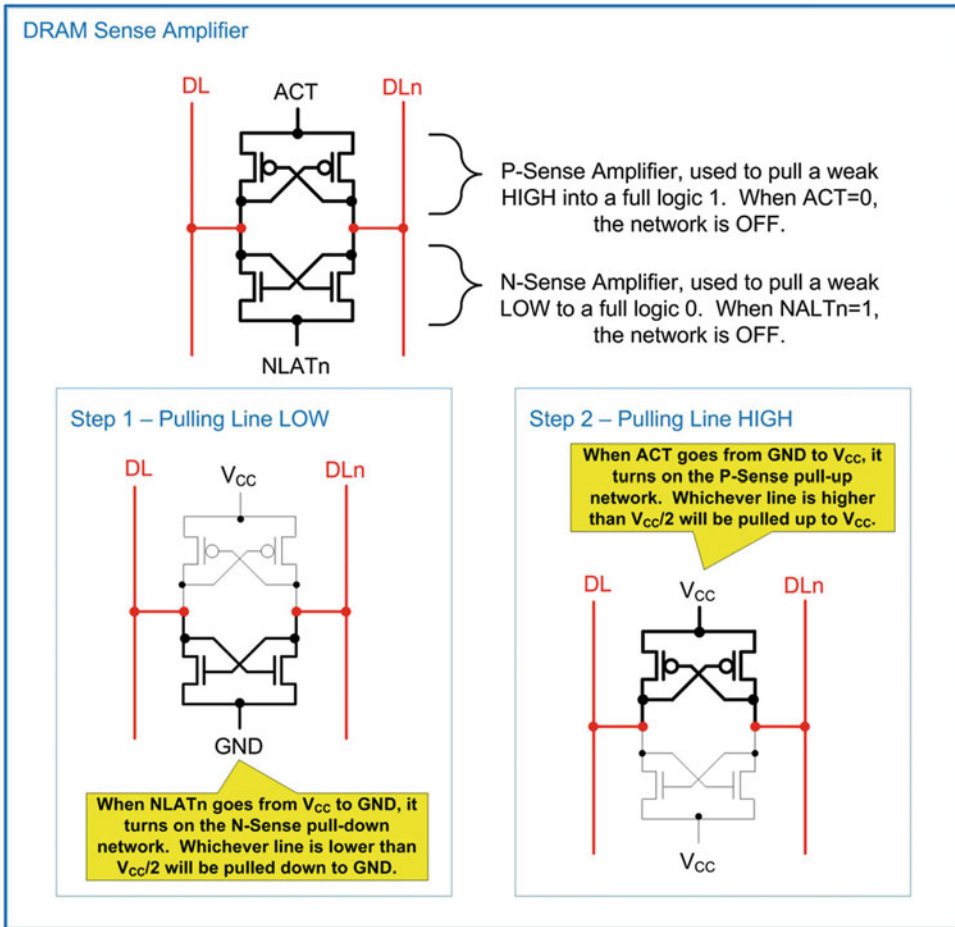 DRAM Sense Amplifier
DL
ACT
DLn
P-Sense Amplifier, used to pull a weak
HIGH into a full logic 1. When ACT=0,
the network is OFF.
N-Sense Amplifier, used to pull a weak
LOW to a full logic 0. When NALTn=1,
the network is OFF.
NLATn
Step 1 – Pulling Line LOW
DL
VCC
DLn
GND
When NLATn goes from VCC to GND, it
turns on the N-Sense pull-down
network. Whichever line is lower than
VCC/2 will be pulled down to GND.
Step 2 – Pulling Line HIGH
When ACT goes from GND to VCC, it
turns on the P-Sense pull-up
network. Whichever line is higher
than VCC/2 will be pulled up to VCC.
DL
VCC
DLn
VCC